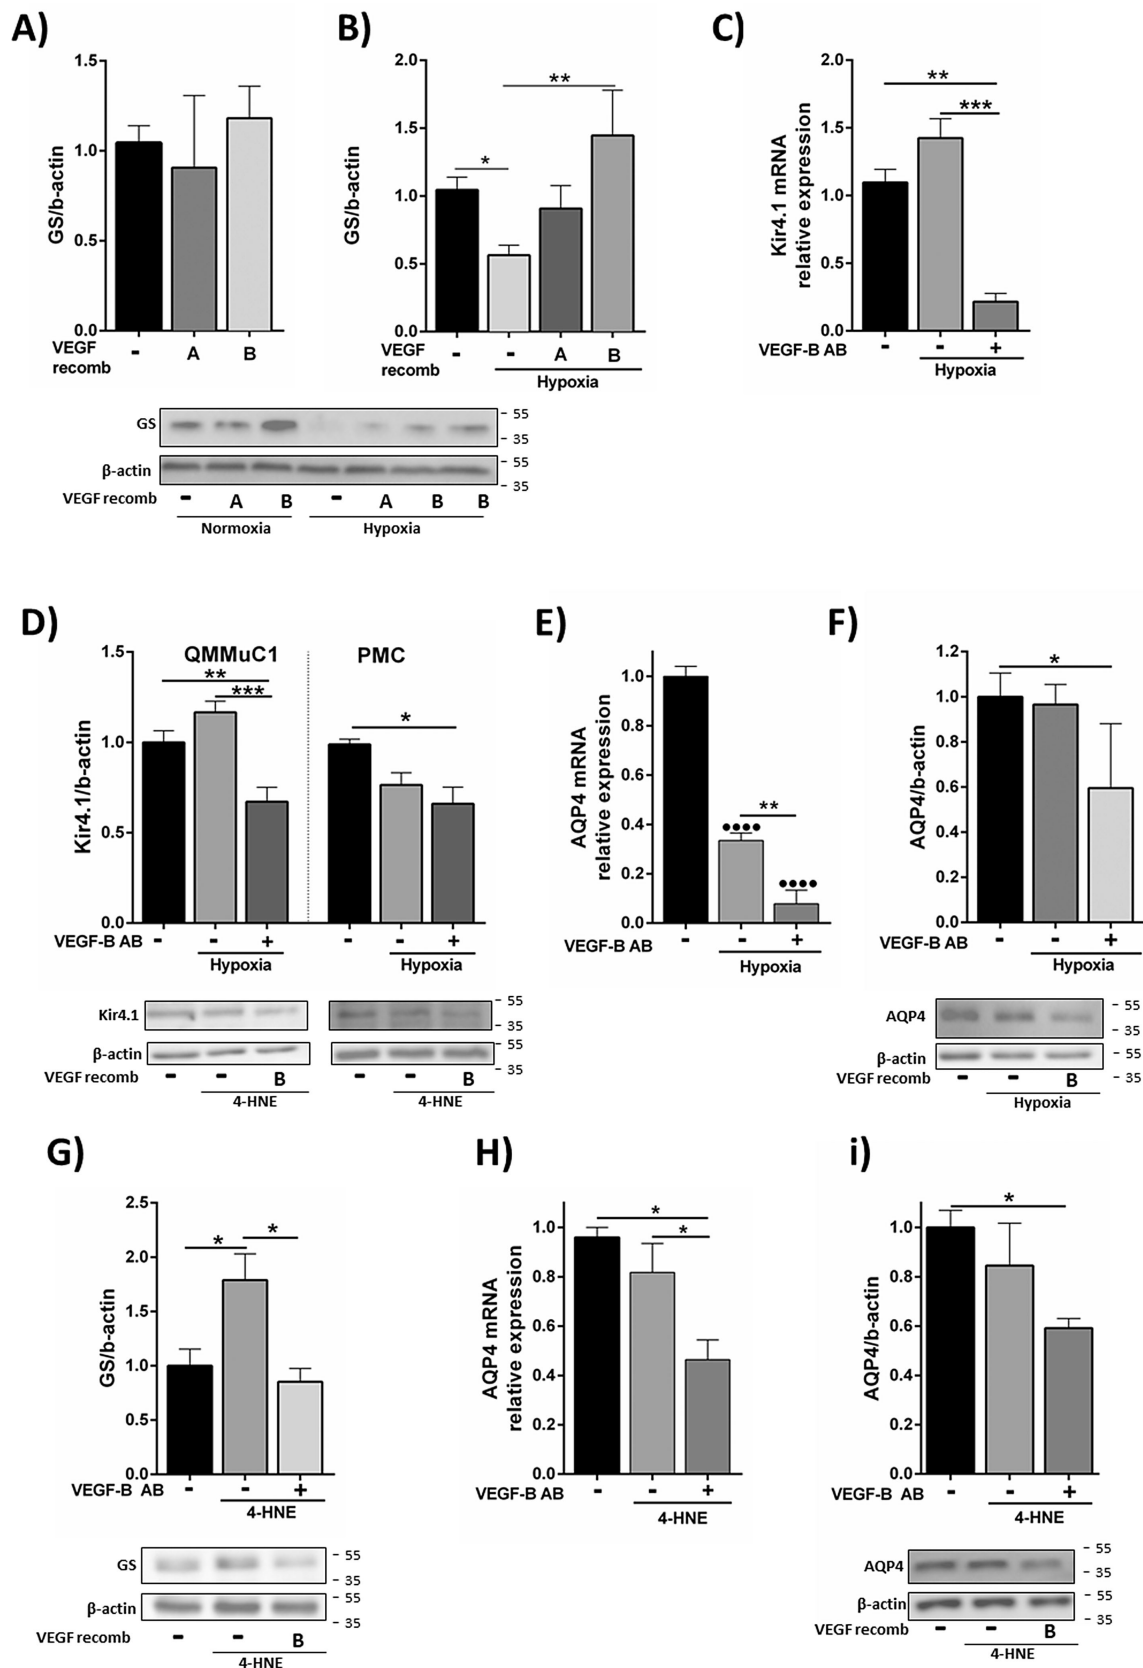 A)
GS/b-actin
1.5
1.0
0.5
0.0
VEGF
recomb
- A B
B)
GS/b-actin
2.0
1.5
1.0
0.5
0.0
**
*
VEGF
recomb
- - A B
Hypoxia
C)
Kir4.1 mRNA
relative expression
2.0
1.5
1.0
0.5
0.0
**
***
VEGF-B AB - - +
Hypoxia
GS
55
35
β-actin
55
35
VEGF recomb - A B - A B B
Normoxia Hypoxia
D)
Kir4.1/b-actin
1.5
1.0
0.5
0.0
QMMuC1 PMC
**
***
*
VEGF-B AB - - + - - +
Hypoxia Hypoxia
Kir4.1
55
35
β-actin
55
35
VEGF recomb - - B - - B
4-HNE 4-HNE
E)
AQP4 mRNA
relative expression
1.0
0.8
0.6
0.4
0.2
0.0
••••
**
••••
VEGF-B AB - - +
Hypoxia
F)
AQP4/b-actin
1.2
1.0
0.8
0.6
0.4
0.2
0.0
*
VEGF-B AB - - +
Hypoxia
AQP4
55
35
β-actin
55
35
VEGF recomb - - B
Hypoxia
G)
GS/b-actin
2.5
2.0
1.5
1.0
0.5
0.0
* *
VEGF-B AB - - +
4-HNE
GS
55
35
β-actin
55
35
VEGF recomb - - B
4-HNE
H)
AQP4 mRNA
relative expression
1.0
0.8
0.6
0.4
0.2
0.0
*
*
VEGF-B AB - - +
4-HNE
i)
AQP4/b-actin
1.0
0.8
0.6
0.4
0.2
0.0
*
VEGF-B AB - - +
4-HNE
AQP4
55
35
β-actin
55
35
VEGF recomb - - B
4-HNE